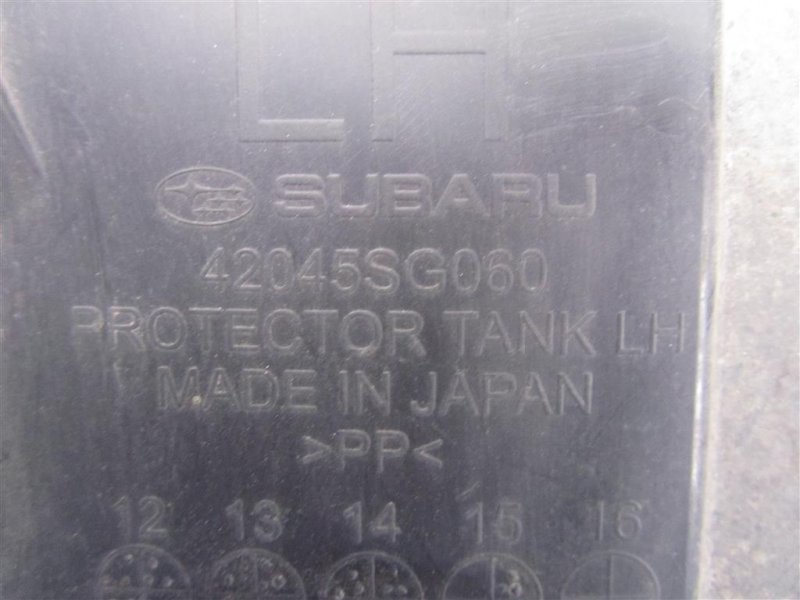 LH
SUBARU
42045SG060
PROTECTOR TANK LH
MADE IN JAPAN
>PP<
12 13 14 15 16